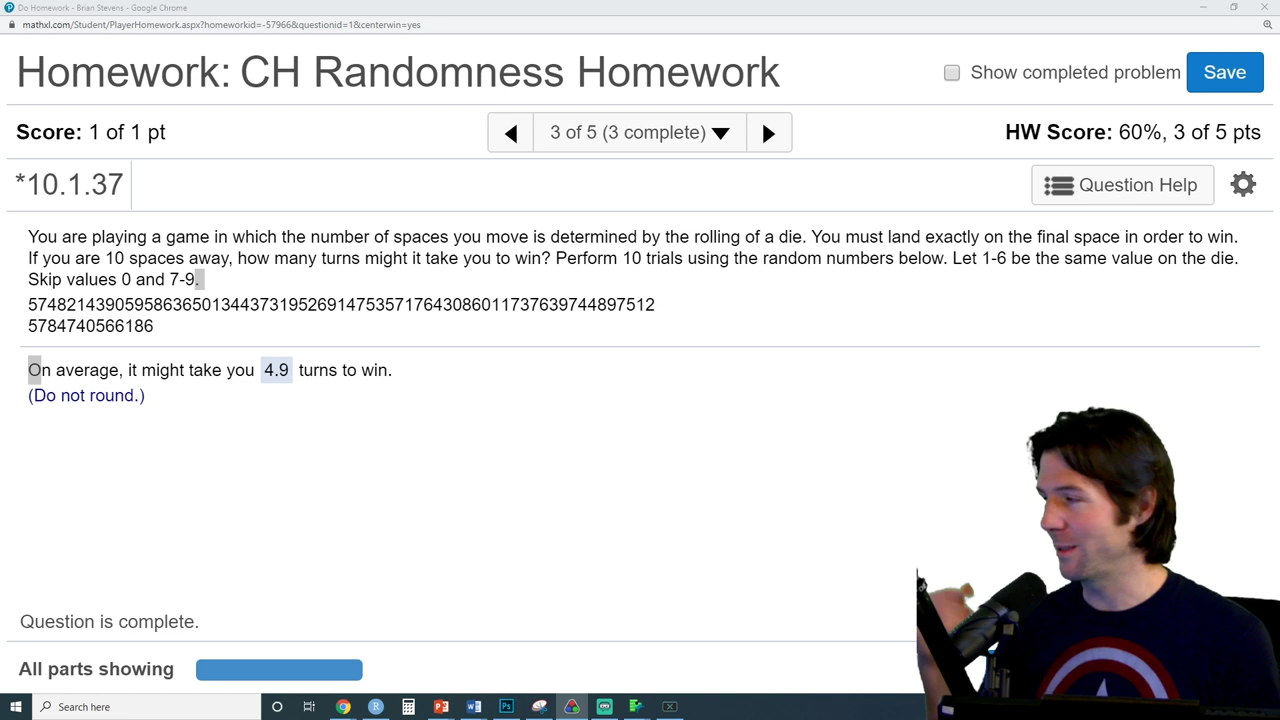 Do Homework - Brian Stevens - Google Chrome
mathxl.com/Student/PlayerHomework.aspx?homeworkid=-57966&questionid=1&centerwin=yes
Homework: CH Randomness Homework
Show completed problem
Save
Score: 1 of 1 pt
3 of 5 (3 complete)
HW Score: 60%, 3 of 5 pts
*10.1.37
Question Help
You are playing a game in which the number of spaces you move is determined by the rolling of a die. You must land exactly on the final space in order to win.
If you are 10 spaces away, how many turns might it take you to win? Perform 10 trials using the random numbers below. Let 1-6 be the same value on the die.
Skip values 0 and 7-9.
5748214390595863650134437319526914753571764308601173763974489​7512
5784740566186
On average, it might take you 4.9 turns to win.
(Do not round.)
Question is complete.
All parts showing
Search here